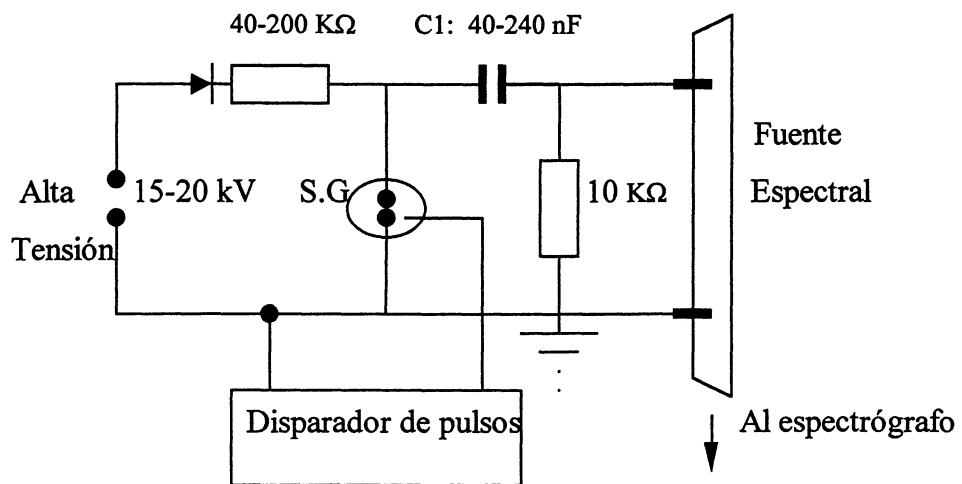 40-200 KΩ
C1: 40-240 nF
Fuente
Espectral
Alta
Tensión
15-20 kV
S.G
10 KΩ
Disparador de pulsos
Al espectrógrafo